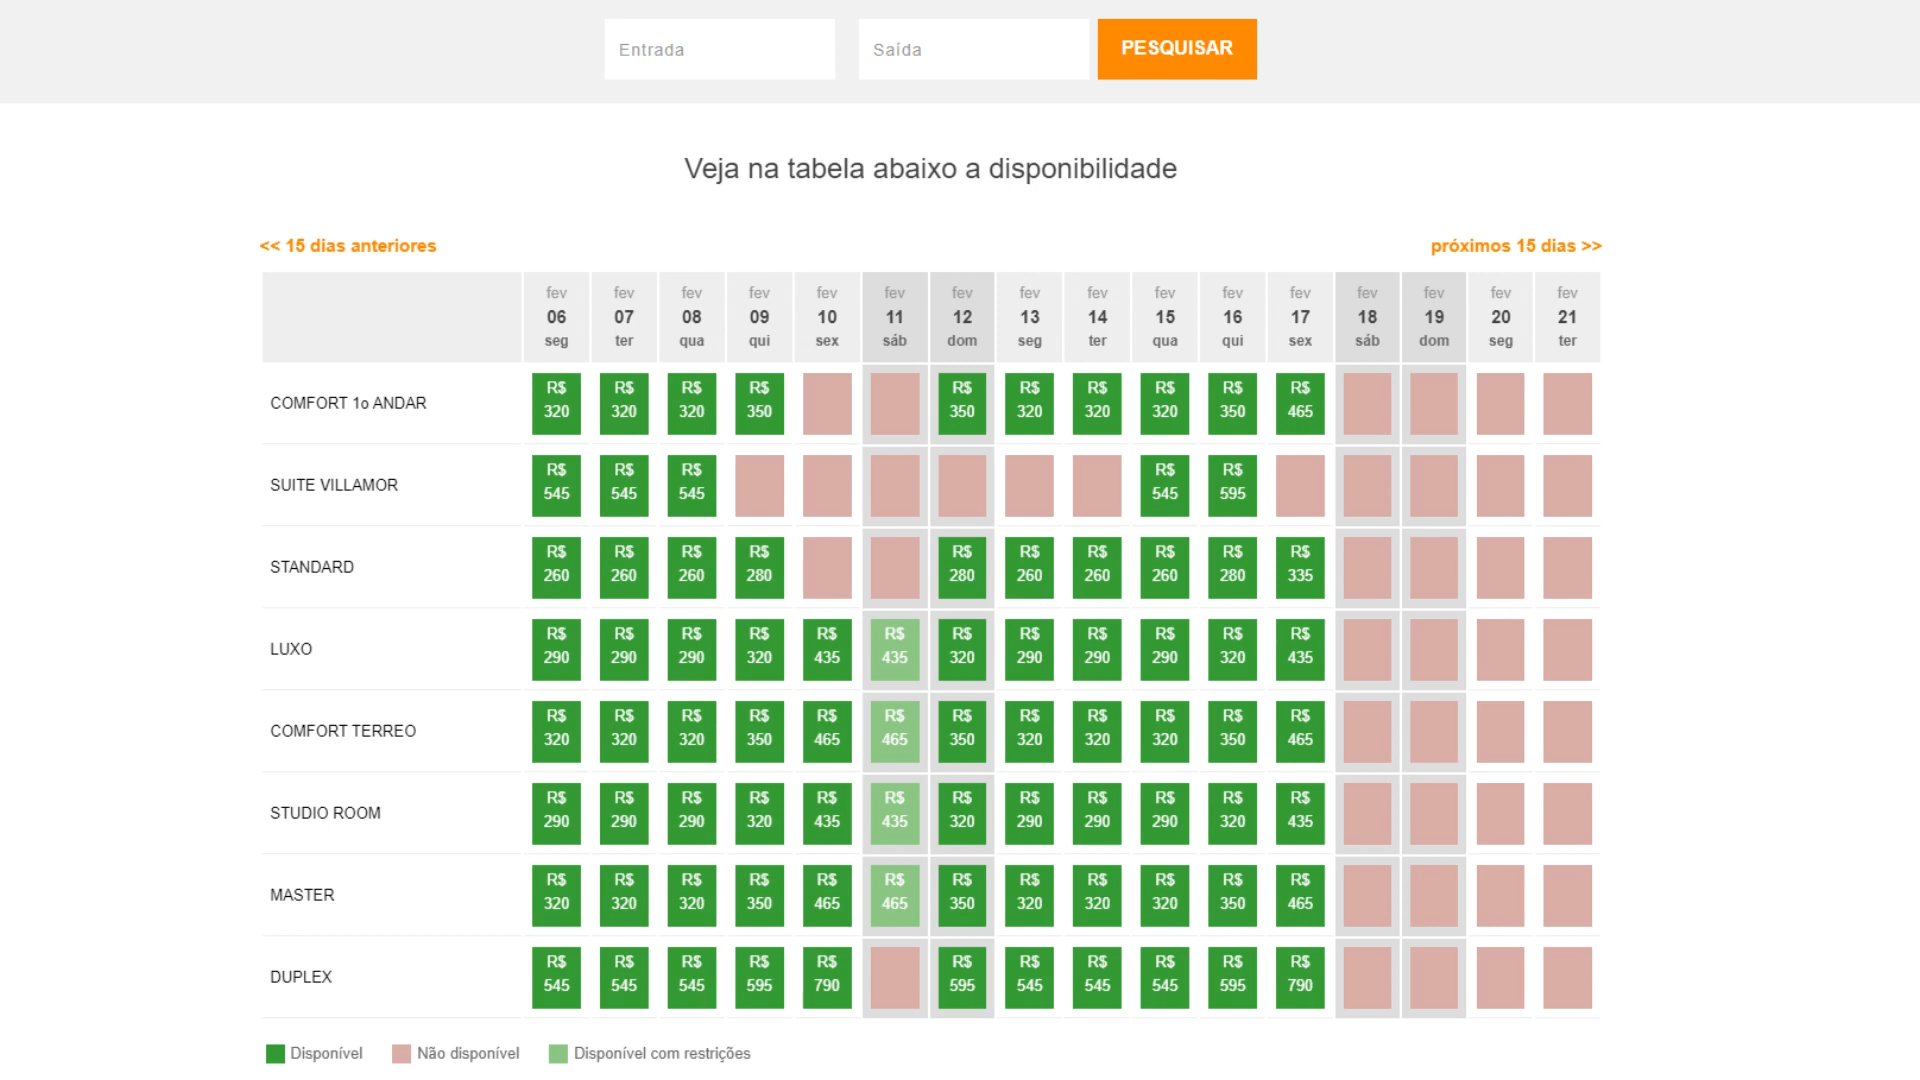 Entrada Saída PESQUISAR
Veja na tabela abaixo a disponibilidade
<< 15 dias anteriores próximos 15 dias >>
fev fev fev fev fev fev fev fev fev fev fev fev fev fev fev fev
06 07 08 09 10 11 12 13 14 15 16 17 18 19 20 21
seg ter qua qui sex sáb dom seg ter qua qui sex sáb dom seg ter
R$ R$ R$ R$ R$ R$ R$ R$ R$ R$
COMFORT 1o ANDAR
320 320 320 350 350 320 320 320 350 465
R$ R$ R$ R$ R$
SUITE VILLAMOR
545 545 545 545 595
R$ R$ R$ R$ R$ R$ R$ R$ R$ R$
STANDARD
260 260 260 280 280 260 260 260 280 335
R$ R$ R$ R$ R$ R$ R$ R$ R$ R$ R$ R$
LUXO
290 290 290 320 435 435 320 290 290 290 320 435
R$ R$ R$ R$ R$ R$ R$ R$ R$ R$ R$ R$
COMFORT TERREO
320 320 320 350 465 465 350 320 320 320 350 465
R$ R$ R$ R$ R$ R$ R$ R$ R$ R$ R$ R$
STUDIO ROOM
290 290 290 320 435 435 320 290 290 290 320 435
R$ R$ R$ R$ R$ R$ R$ R$ R$ R$ R$ R$
MASTER
320 320 320 350 465 465 350 320 320 320 350 465
R$ R$ R$ R$ R$ R$ R$ R$ R$ R$ R$
DUPLEX
545 545 545 595 790 595 545 545 545 595 790
Disponível Não disponível Disponível com restrições